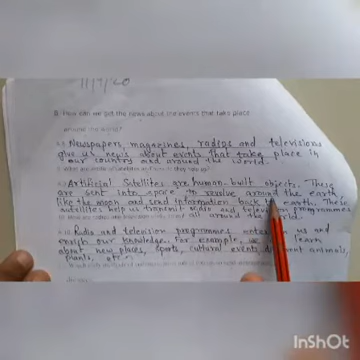 11/9/20
8. How can we get the news about the events that take place
around the world?
Newspapers, magazines, radios and televisions
give us news about events that take place in
our country and around the world.
Artificial Satellites are human-built objects. These
are sent into space to revolve around the earth
like the moon and send information back to earth. These
satellites help us transmit radio and television programmes
all around the world.
Radio and television programmes us and
enrich our knowledge. For example, we learn
about new places, sports, cultural events, different animals,
plants, etc.
InShOt